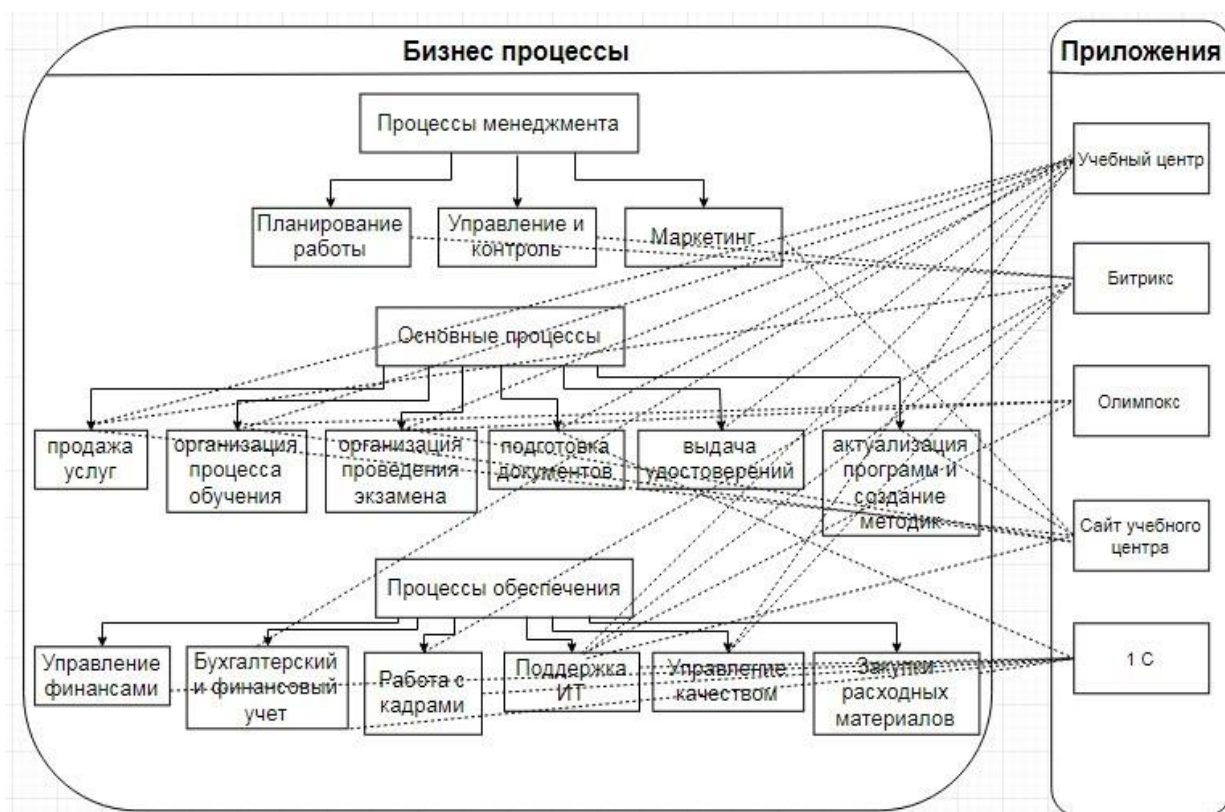 Бизнес процессы
Приложения
Процессы менеджмента
Планирование
работы
Управление и
контроль
Маркетинг
Основные процессы
продажа
услуг
организация
процесса
обучения
организация
проведения
экзамена
подготовка
документов
выдача
удостоверений
актуализация
программ и
создание
методик
Процессы обеспечения
Управление
финансами
Бухгалтерский
и финансовый
учет
Работа с
кадрами
Поддержка
ИТ
Управление
качеством
Закупки
расходных
материалов
Учебный центр
Битрикс
Олимпокс
Сайт учебного
центра
1 С